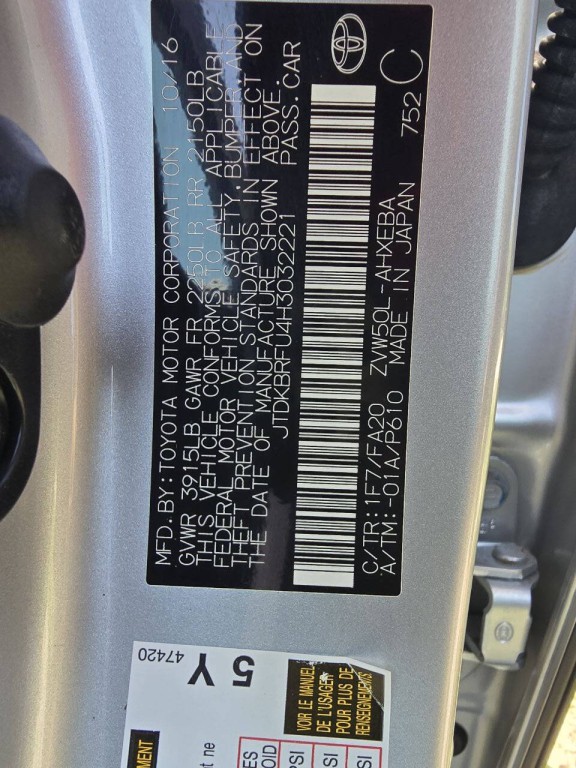 MFD.BY:TOYOTA MOTOR CORPORATION 10/16
GVWR 3915LB GAWR FR 2250LB RR 2150LB
THIS VEHICLE CONFORMS TO ALL APPLICABLE
FEDERAL MOTOR VEHICLE SAFETY, BUMPER AND
THEFT PREVENTION STANDARDS IN EFFECT ON
THE DATE OF MANUFACTURE SHOWN ABOVE.
JTDKBRFU4H3032221 PASS.CAR
C/TR:1F7/FA20 ZVW50L-AHXEBA
A/TM:-01A/P610 MADE IN JAPAN 752 C
47420
5 Y
VOIR LE MANUEL
DE L'USAGER
POUR PLUS DE
RENSEIGNEMENTS